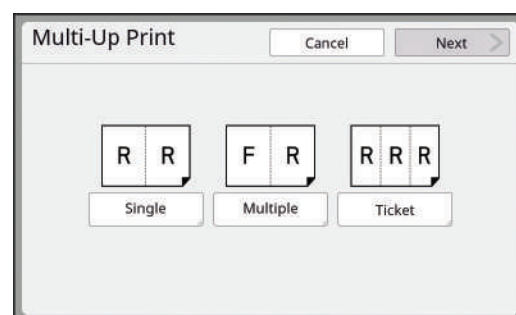 Multi-Up Print Cancel Next
R R F R R R R
Single Multiple Ticket